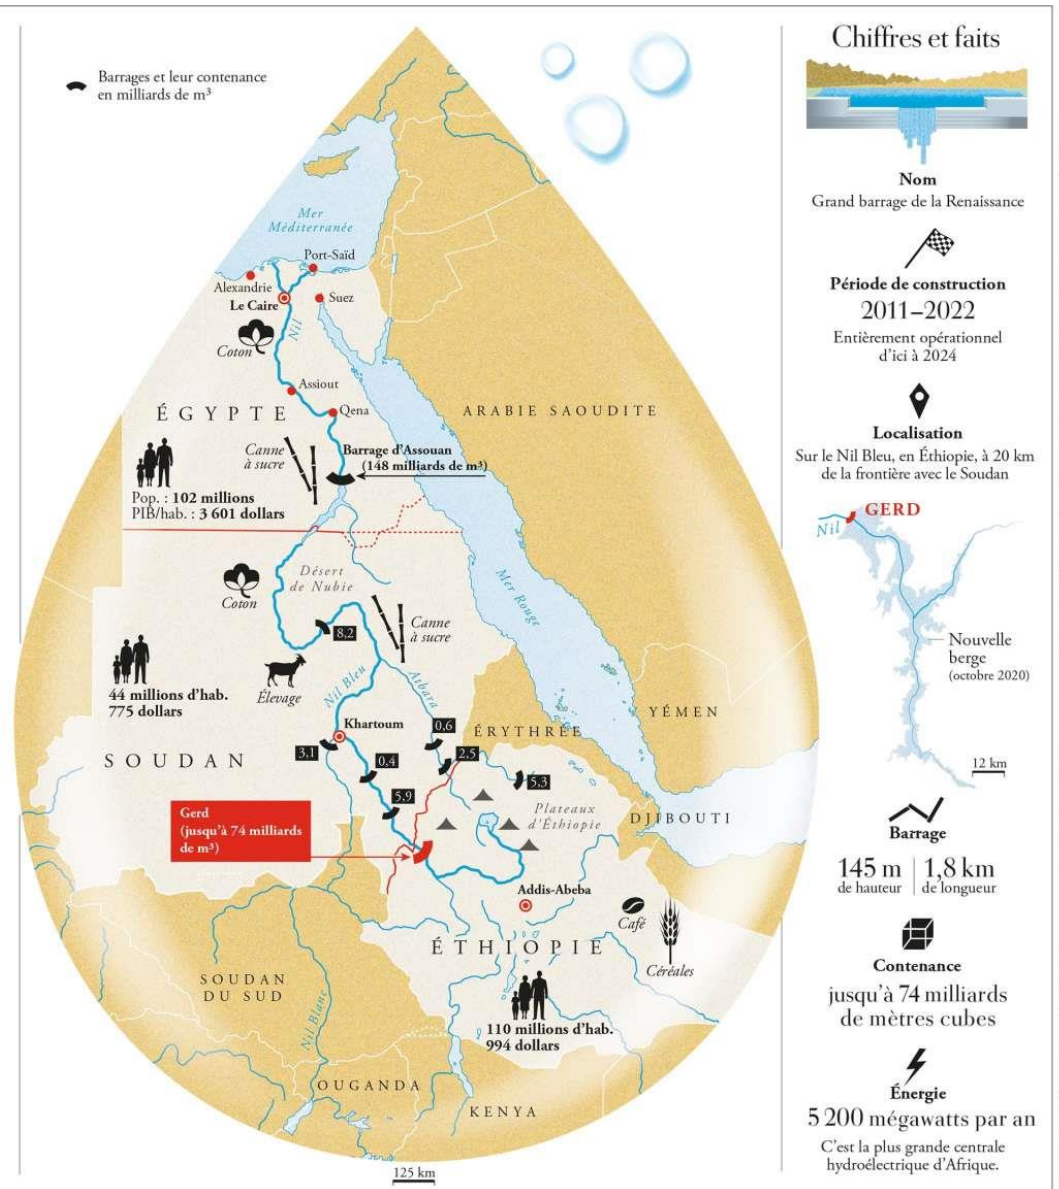 Barrages et leur contenance
en milliards de m³
Mer
Méditerranée
Port-Saïd
Alexandrie
Le Caire
Suez
Nil
Coton
Assiout
ÉGYPTE
Qena
ARABIE SAOUDITE
Canne
à sucre
Barrage d'Assouan
(148 milliards de m³)
Pop. : 102 millions
PIB/hab. : 3 601 dollars
Désert
de Nubie
Coton
Mer Rouge
Canne
à sucre
8,2
Élevage
Nil Bleu
Atbara
44 millions d'hab.
775 dollars
YÉMEN
Khartoum
0,6
ÉRYTHRÉE
SOUDAN
3,1
0,4
2,5
5,3
5,9
Gerd
(jusqu'à 74 milliards
de m³)
Plateaux
d'Éthiopie
DJIBOUTI
Addis-Abeba
Café
ÉTHIOPIE
Céréales
SOUDAN
DU SUD
Nil Blanc
110 millions d'hab.
994 dollars
OUGANDA
KENYA
125 km
Chiffres et faits
Nom
Grand barrage de la Renaissance
Période de construction
2011–2022
Entièrement opérationnel
d'ici à 2024
Localisation
Sur le Nil Bleu, en Éthiopie, à 20 km
de la frontière avec le Soudan
GERD
Nil
Nouvelle
berge
(octobre 2020)
12 km
Barrage
145 m | 1,8 km
de hauteur | de longueur
Contenance
jusqu'à 74 milliards
de mètres cubes
Énergie
5 200 mégawatts par an
C'est la plus grande centrale
hydroélectrique d'Afrique.